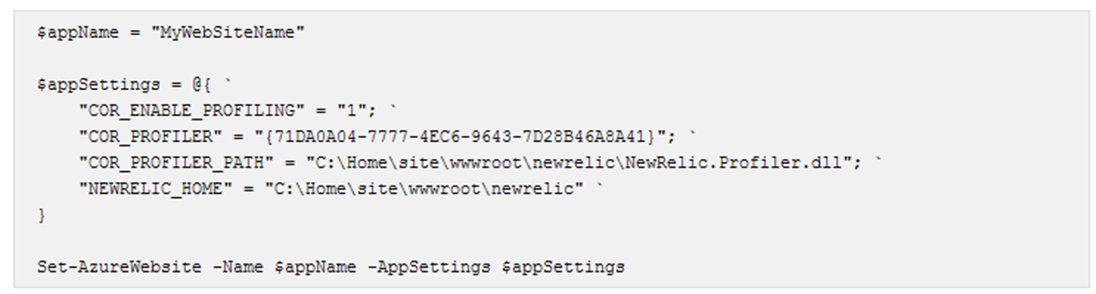 $appName = "MyWebSiteName"
$appSettings = @{ `
"COR_ENABLE_PROFILING" = "1"; `
"COR_PROFILER" = "{71DA0A04-7777-4EC6-9643-7D28B46A8A41}"; `
"COR_PROFILER_PATH" = "C:\Home\site\wwwroot\newrelic\NewRelic.Profiler.dll"; `
"NEWRELIC_HOME" = "C:\Home\site\wwwroot\newrelic" `
}
Set-AzureWebsite -Name $appName -AppSettings $appSettings